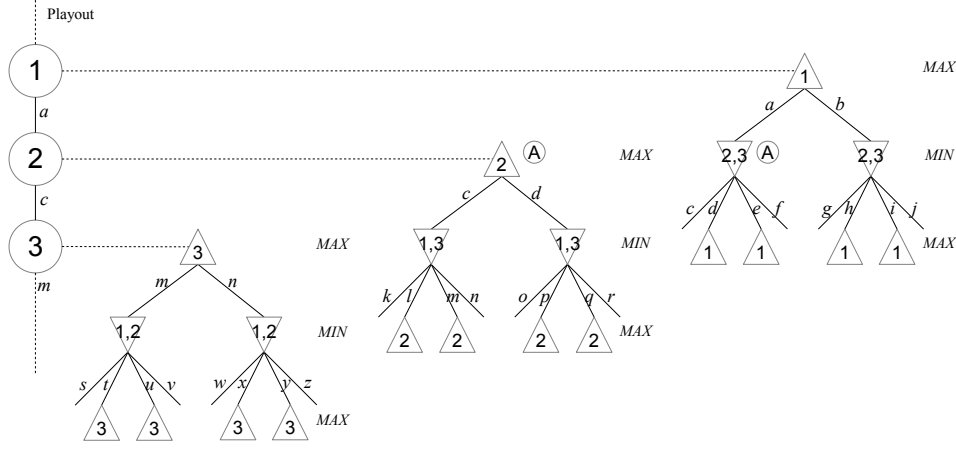 Playout
1 1 MAX
a a b
2 2 A MAX 2,3 A 2,3 MIN
c c d c d e f g h i j
3 3 MAX 1,3 1,3 MIN 1 1 1 1 MAX
m m n k l m n o p q r
1,2 1,2 MIN 2 2 2 2 MAX
s t u v w x y z
3 3 3 3 MAX